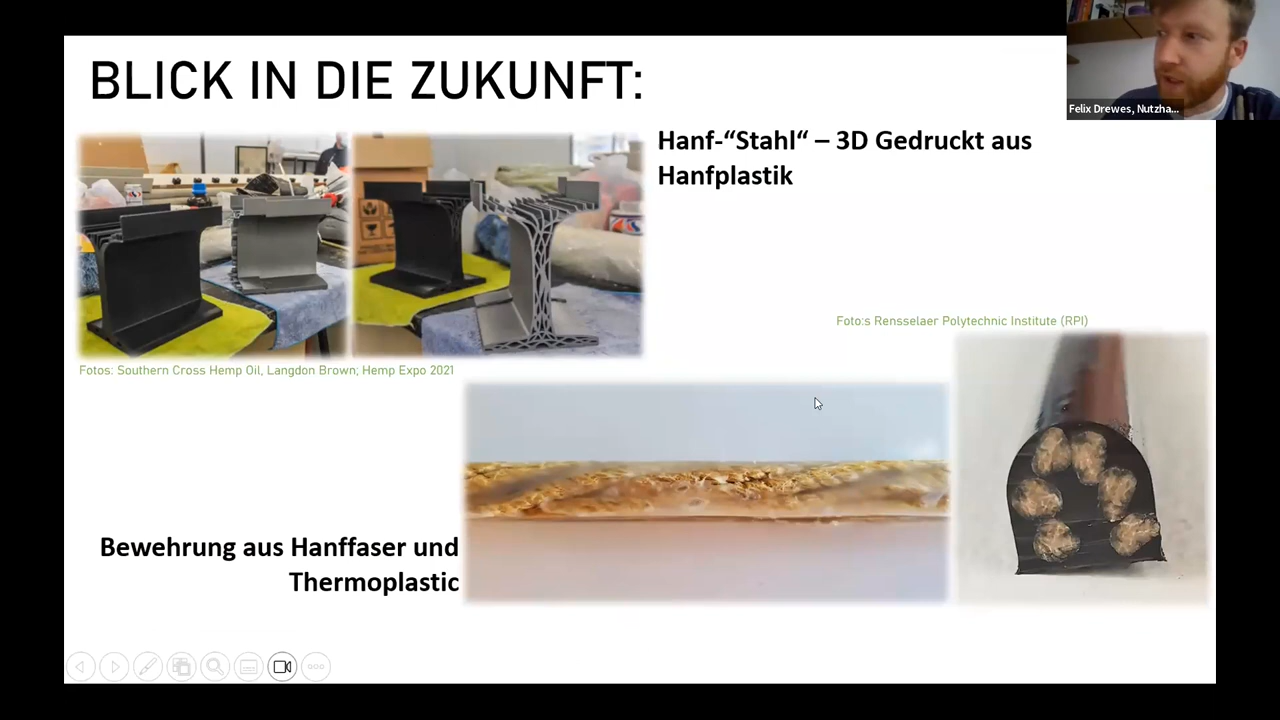 BLICK IN DIE ZUKUNFT:
Felix Drewes, Nutzha...
Hanf-“Stahl“ – 3D Gedruckt aus
Hanfplastik
Foto:s Rensselaer Polytechnic Institute (RPI)
Fotos: Southern Cross Hemp Oil, Langdon Brown; Hemp Expo 2021
Bewehrung aus Hanffaser und
Thermoplastic